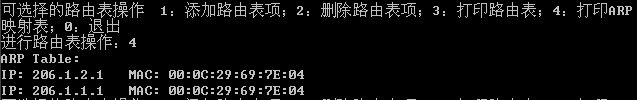 可选择的路由表操作  1：添加路由表项；2：删除路由表项；3：打印路由表；4：打印ARP
映射表；0：退出
进行路由表操作：4
ARP Table:
IP: 206.1.2.1   MAC: 00:0C:29:69:7E:04
IP: 206.1.1.1   MAC: 00:0C:29:69:7E:04